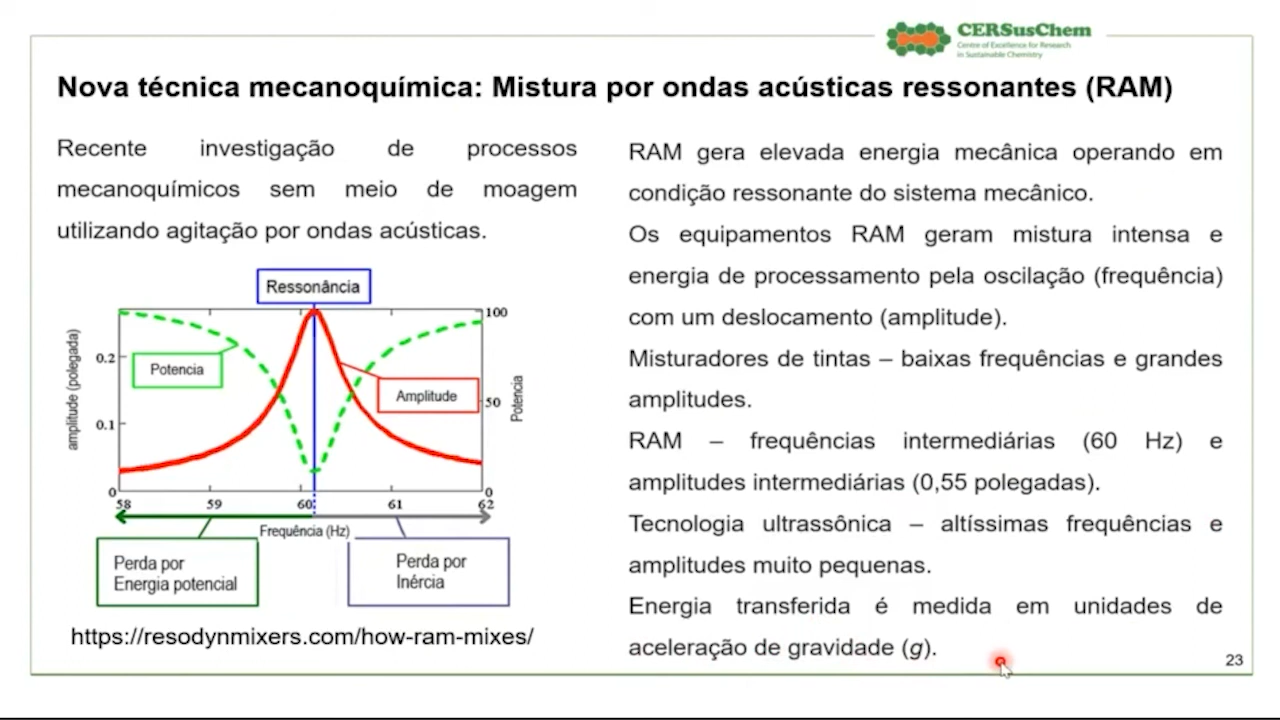 CERSusChem
Centre of Excellence for Research
in Sustainable Chemistry
Nova técnica mecanoquímica: Mistura por ondas acústicas ressonantes (RAM)
Recente investigação de processos
mecanoquímicos sem meio de moagem
utilizando agitação por ondas acústicas.
Ressonância
amplitude (polegada)
0.2
0.1
0
Potencia
Amplitude
100
50
0
Potencia
58
59
60
61
62
Frequência (Hz)
Perda por
Energia potencial
Perda por
Inércia
https://resodynmixers.com/how-ram-mixes/
RAM gera elevada energia mecânica operando em
condição ressonante do sistema mecânico.
Os equipamentos RAM geram mistura intensa e
energia de processamento pela oscilação (frequência)
com um deslocamento (amplitude).
Misturadores de tintas – baixas frequências e grandes
amplitudes.
RAM – frequências intermediárias (60 Hz) e
amplitudes intermediárias (0,55 polegadas).
Tecnologia ultrassônica – altíssimas frequências e
amplitudes muito pequenas.
Energia transferida é medida em unidades de
aceleração de gravidade (g).
23